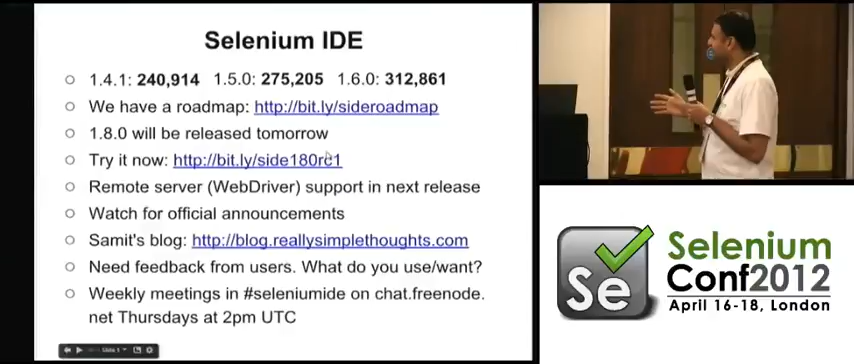 Selenium IDE
1.4.1: 240,914 1.5.0: 275,205 1.6.0: 312,861
We have a roadmap: http://bit.ly/sideroadmap
1.8.0 will be released tomorrow
Try it now: http://bit.ly/side180rc1
Remote server (WebDriver) support in next release
Watch for official announcements
Samit's blog: http://blog.reallysimplethoughts.com
Need feedback from users. What do you use/want?
Weekly meetings in #seleniumide on chat.freenode.
net Thursdays at 2pm UTC
Se
Selenium
Conf2012
April 16-18, London